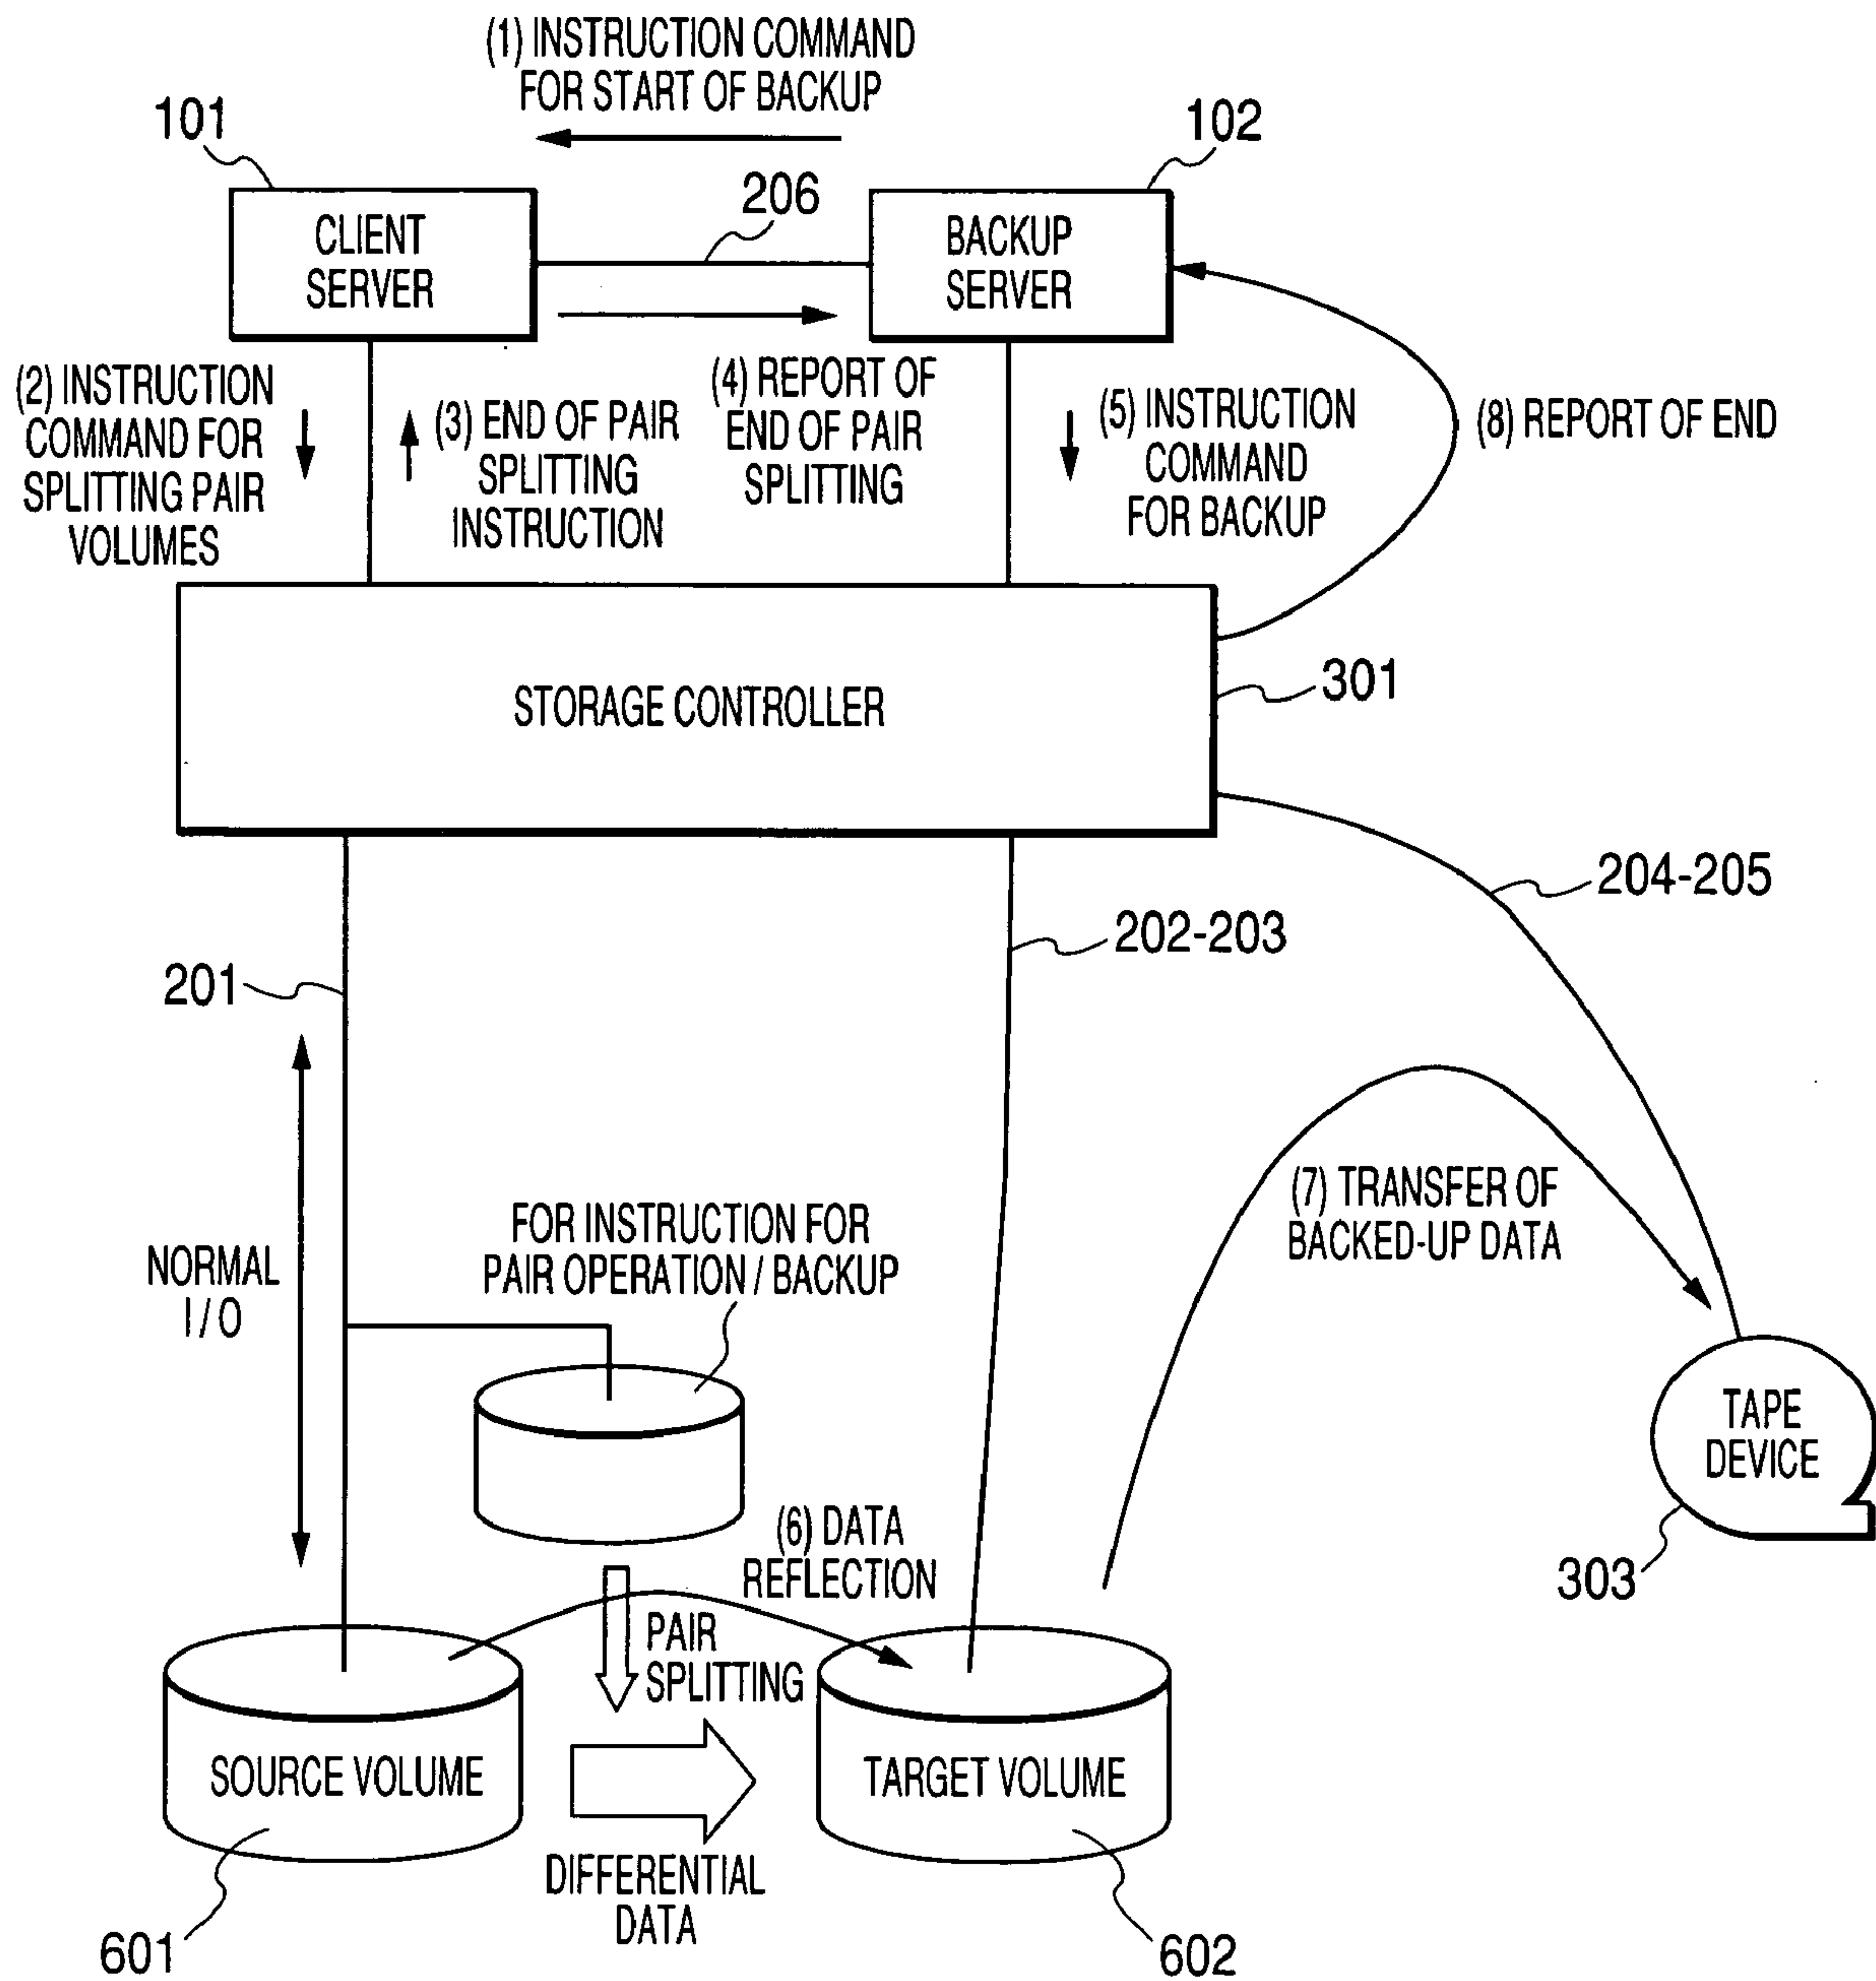 (1) INSTRUCTION COMMAND
FOR START OF BACKUP
101
102
206
CLIENT
SERVER
BACKUP
SERVER
(2) INSTRUCTION
COMMAND FOR
SPLITTING PAIR
VOLUMES
(3) END OF PAIR
SPLITTING
INSTRUCTION
(4) REPORT OF
END OF PAIR
SPLITTING
(5) INSTRUCTION
COMMAND
FOR BACKUP
(8) REPORT OF END
STORAGE CONTROLLER
301
204-205
202-203
201
NORMAL
I/O
FOR INSTRUCTION FOR
PAIR OPERATION / BACKUP
(7) TRANSFER OF
BACKED-UP DATA
TAPE
DEVICE
303
(6) DATA
REFLECTION
PAIR
SPLITTING
SOURCE VOLUME
TARGET VOLUME
DIFFERENTIAL
DATA
601
602